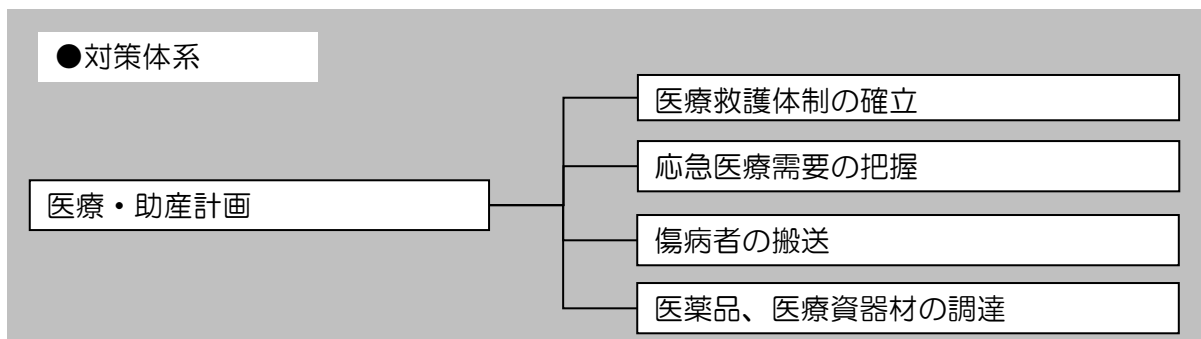 ●対策体系
医療救護体制の確立
応急医療需要の把握
医療・助産計画
傷病者の搬送
医薬品、医療資器材の調達